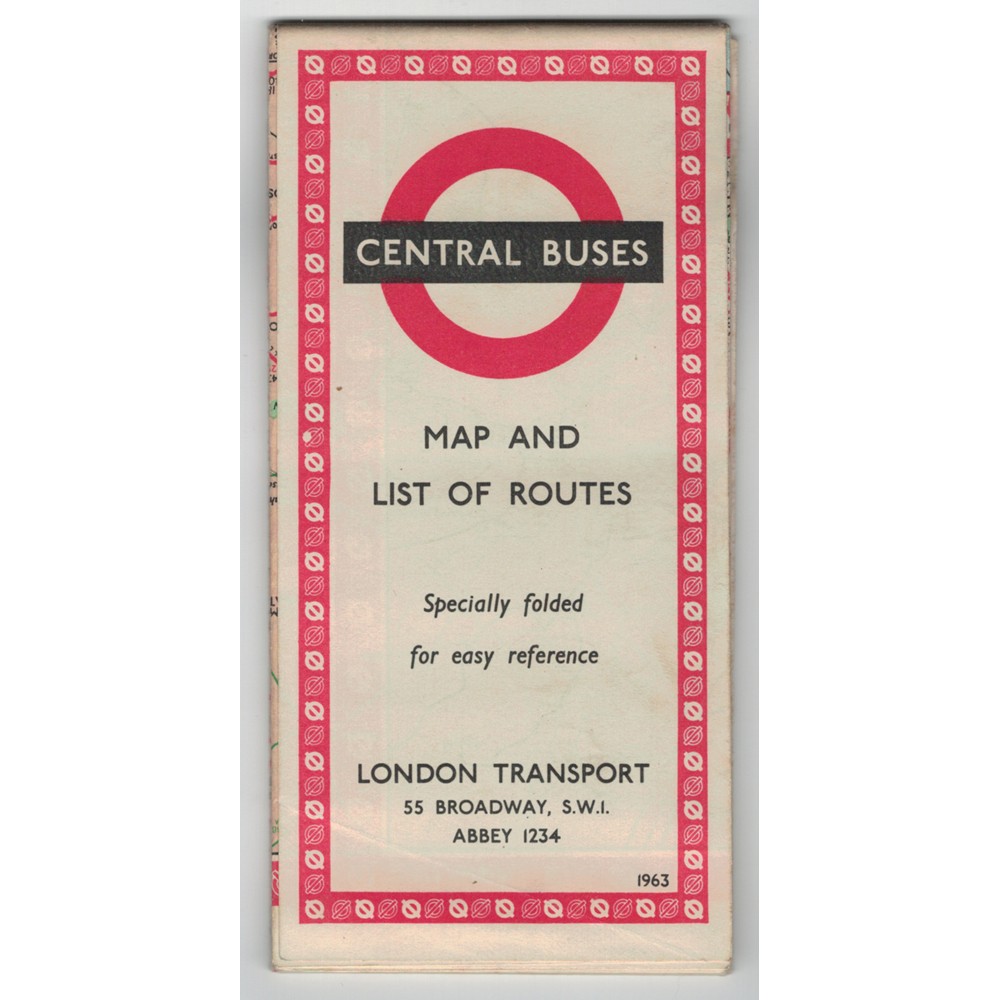 CENTRAL BUSES
MAP AND
LIST OF ROUTES
Specially folded
for easy reference
LONDON TRANSPORT
55 BROADWAY, S.W.1.
ABBEY 1234
1963